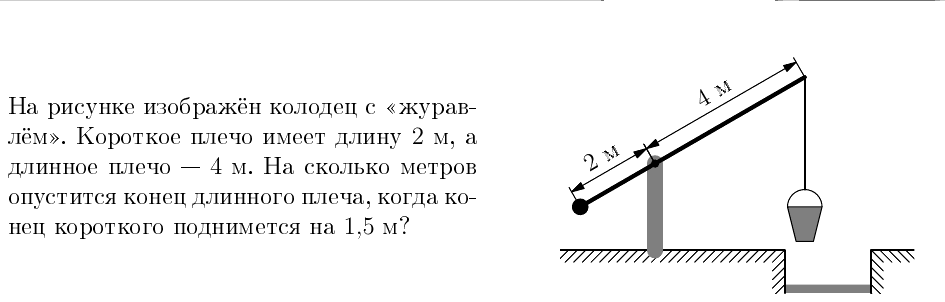 На рисунке изображён колодец с «журав-
лём». Короткое плечо имеет длину 2 м, а
длинное плечо — 4 м. На сколько метров
опустится конец длинного плеча, когда ко-
нец короткого поднимется на 1,5 м?
4 м
2 м